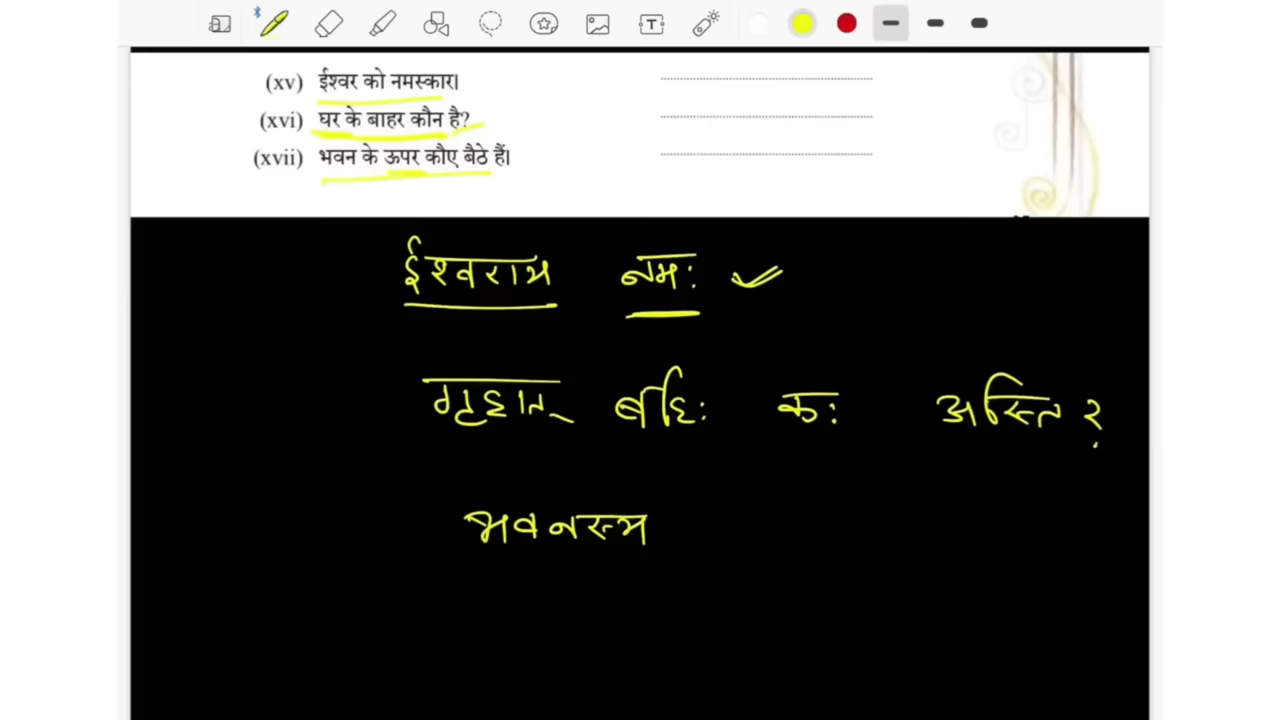 (xv) ईश्वर को नमस्कार।
(xvi) घर के बाहर कौन है?
(xvii) भवन के ऊपर कौए बैठे हैं।
ईश्वराय नमः
गृहात् बहिः कः अस्ति ?
भवनस्य